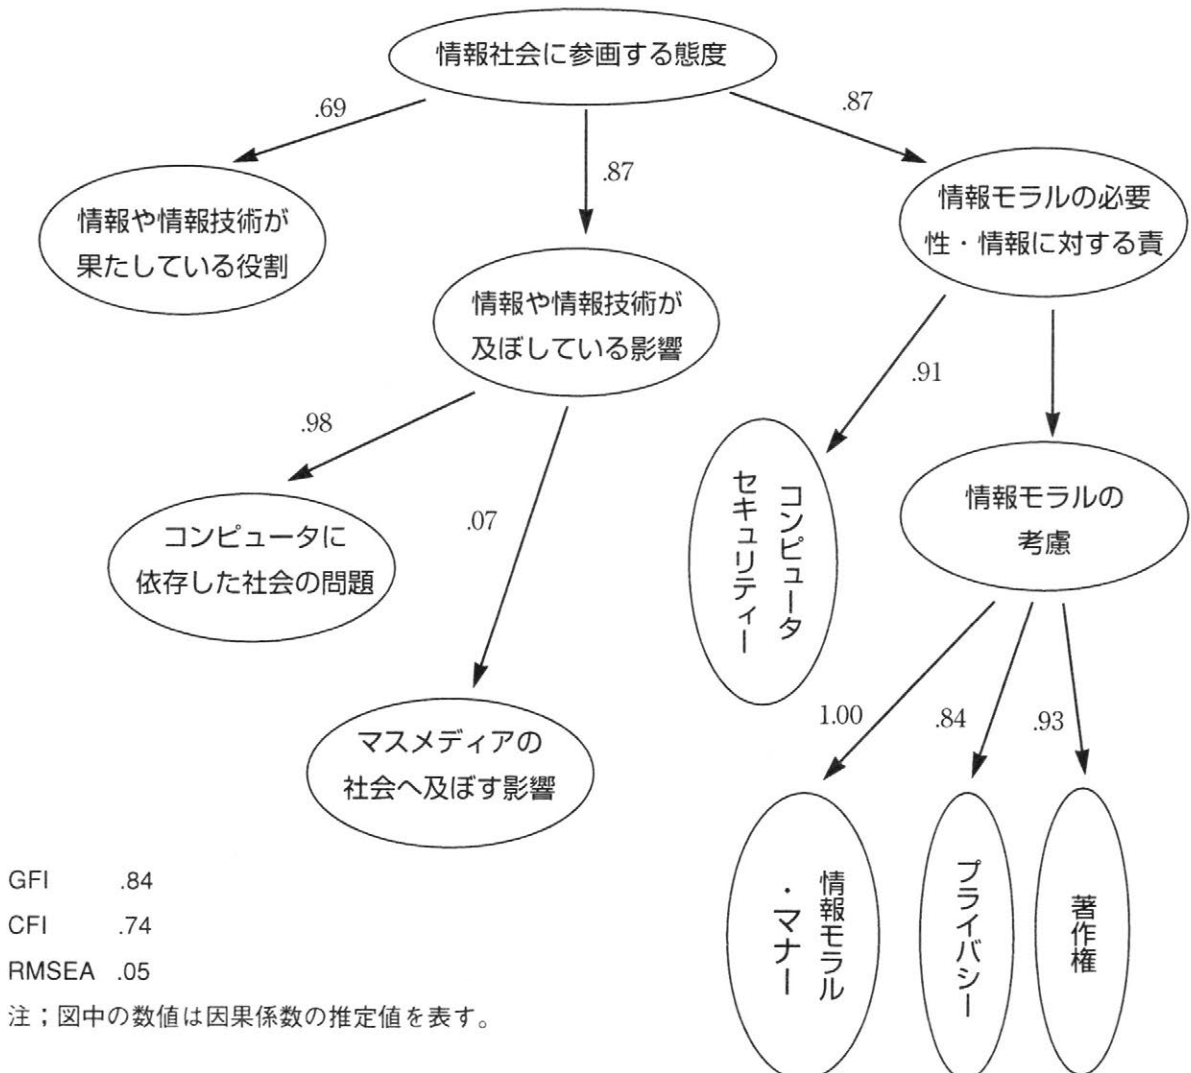 情報社会に参画する態度
.69
.87
.87
情報や情報技術が
果たしている役割
情報や情報技術が
及ぼしている影響
情報モラルの必要
性・情報に対する責
.98
.07
.91
コンピュータに
依存した社会の問題
マスメディアの
社会へ及ぼす影響
コンピュータ
セキュリティー
情報モラルの
考慮
1.00
.84
.93
情報モラル
・マナー
プライバシー
著作権
GFI .84
CFI .74
RMSEA .05
注；図中の数値は因果係数の推定値を表す。